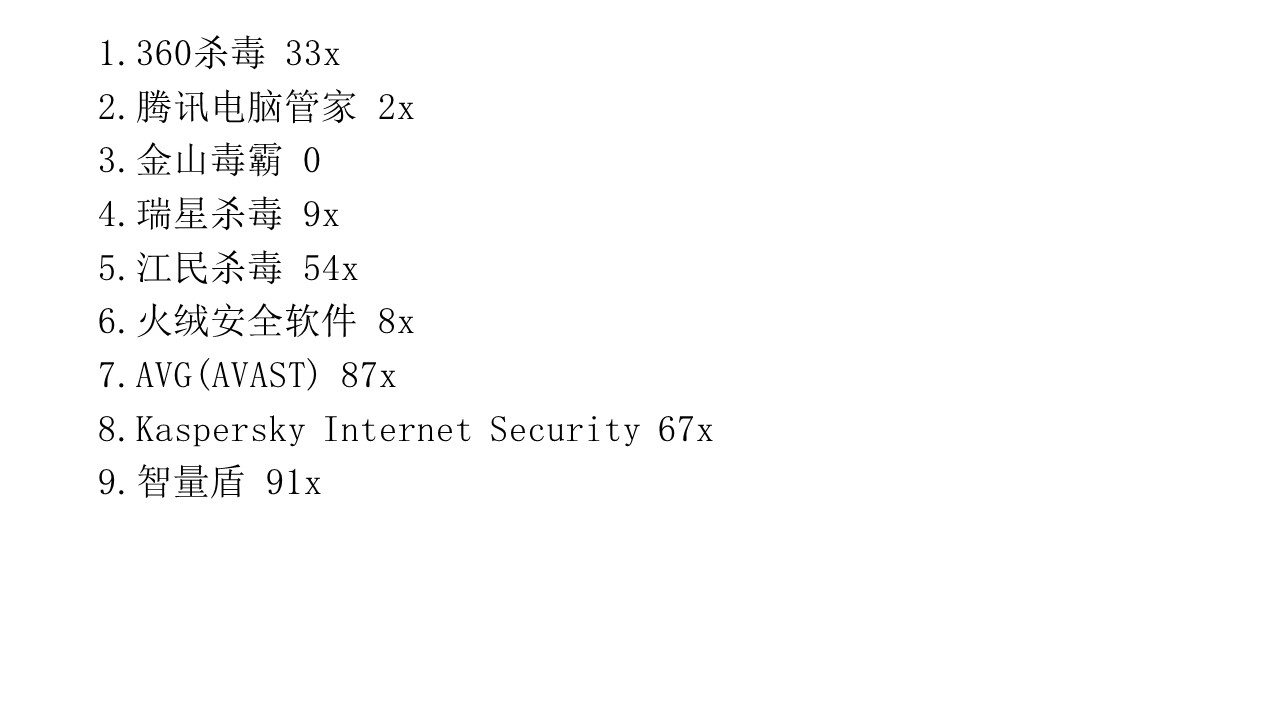 1.360杀毒 33x
2.腾讯电脑管家 2x
3.金山毒霸 0
4.瑞星杀毒 9x
5.江民杀毒 54x
6.火绒安全软件 8x
7.AVG(AVAST) 87x
8.Kaspersky Internet Security 67x
9.智量盾 91x